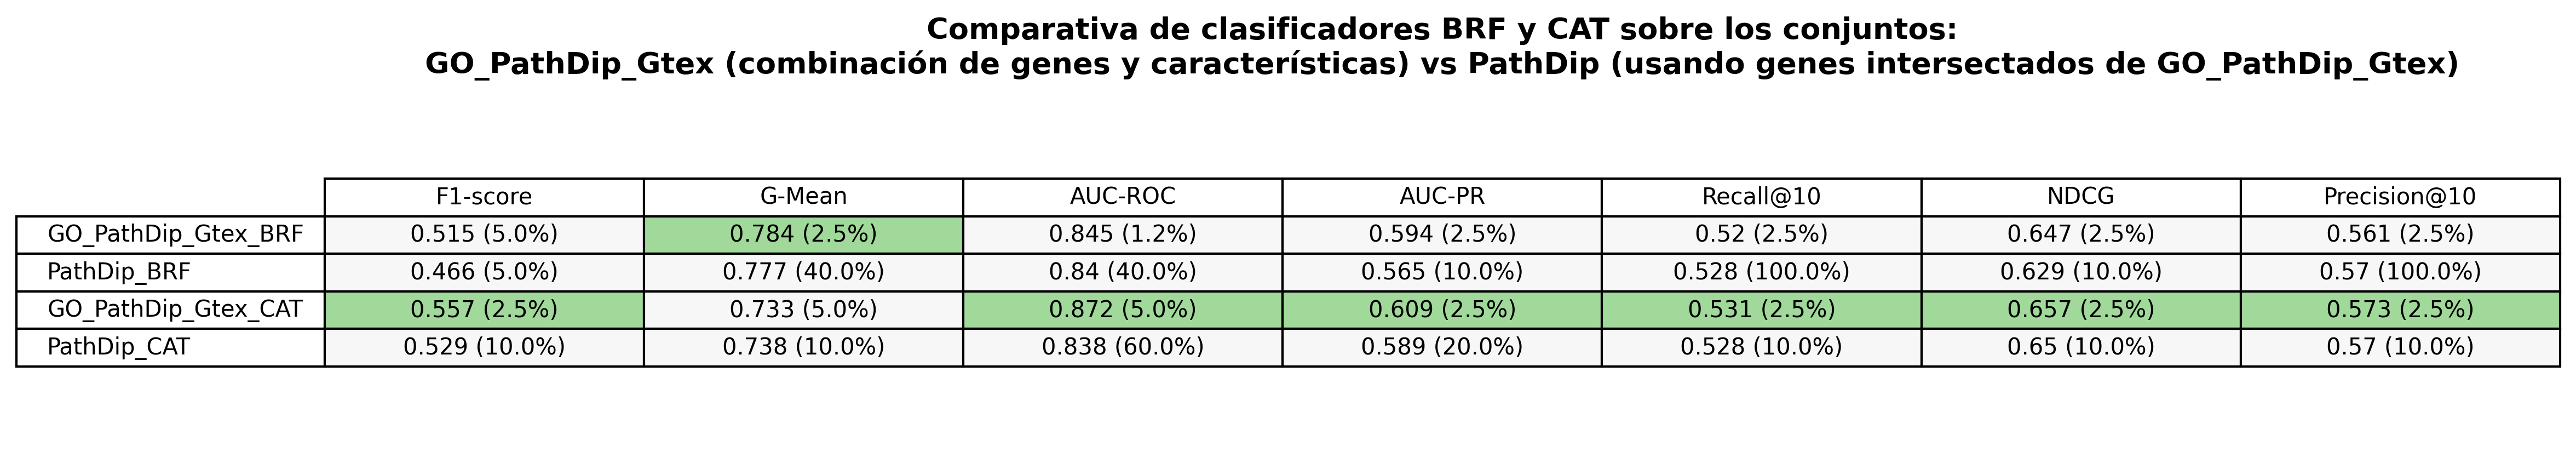 Comparativa de clasificadores BRF y CAT sobre los conjuntos:
GO_PathDip_Gtex (combinación de genes y características) vs PathDip (usando genes intersectados de GO_PathDip_Gtex)
F1-score G-Mean AUC-ROC AUC-PR Recall@10 NDCG Precision@10
GO_PathDip_Gtex_BRF 0.515 (5.0%) 0.784 (2.5%) 0.845 (1.2%) 0.594 (2.5%) 0.52 (2.5%) 0.647 (2.5%) 0.561 (2.5%)
PathDip_BRF 0.466 (5.0%) 0.777 (40.0%) 0.84 (40.0%) 0.565 (10.0%) 0.528 (100.0%) 0.629 (10.0%) 0.57 (100.0%)
GO_PathDip_Gtex_CAT 0.557 (2.5%) 0.733 (5.0%) 0.872 (5.0%) 0.609 (2.5%) 0.531 (2.5%) 0.657 (2.5%) 0.573 (2.5%)
PathDip_CAT 0.529 (10.0%) 0.738 (10.0%) 0.838 (60.0%) 0.589 (20.0%) 0.528 (10.0%) 0.65 (10.0%) 0.57 (10.0%)